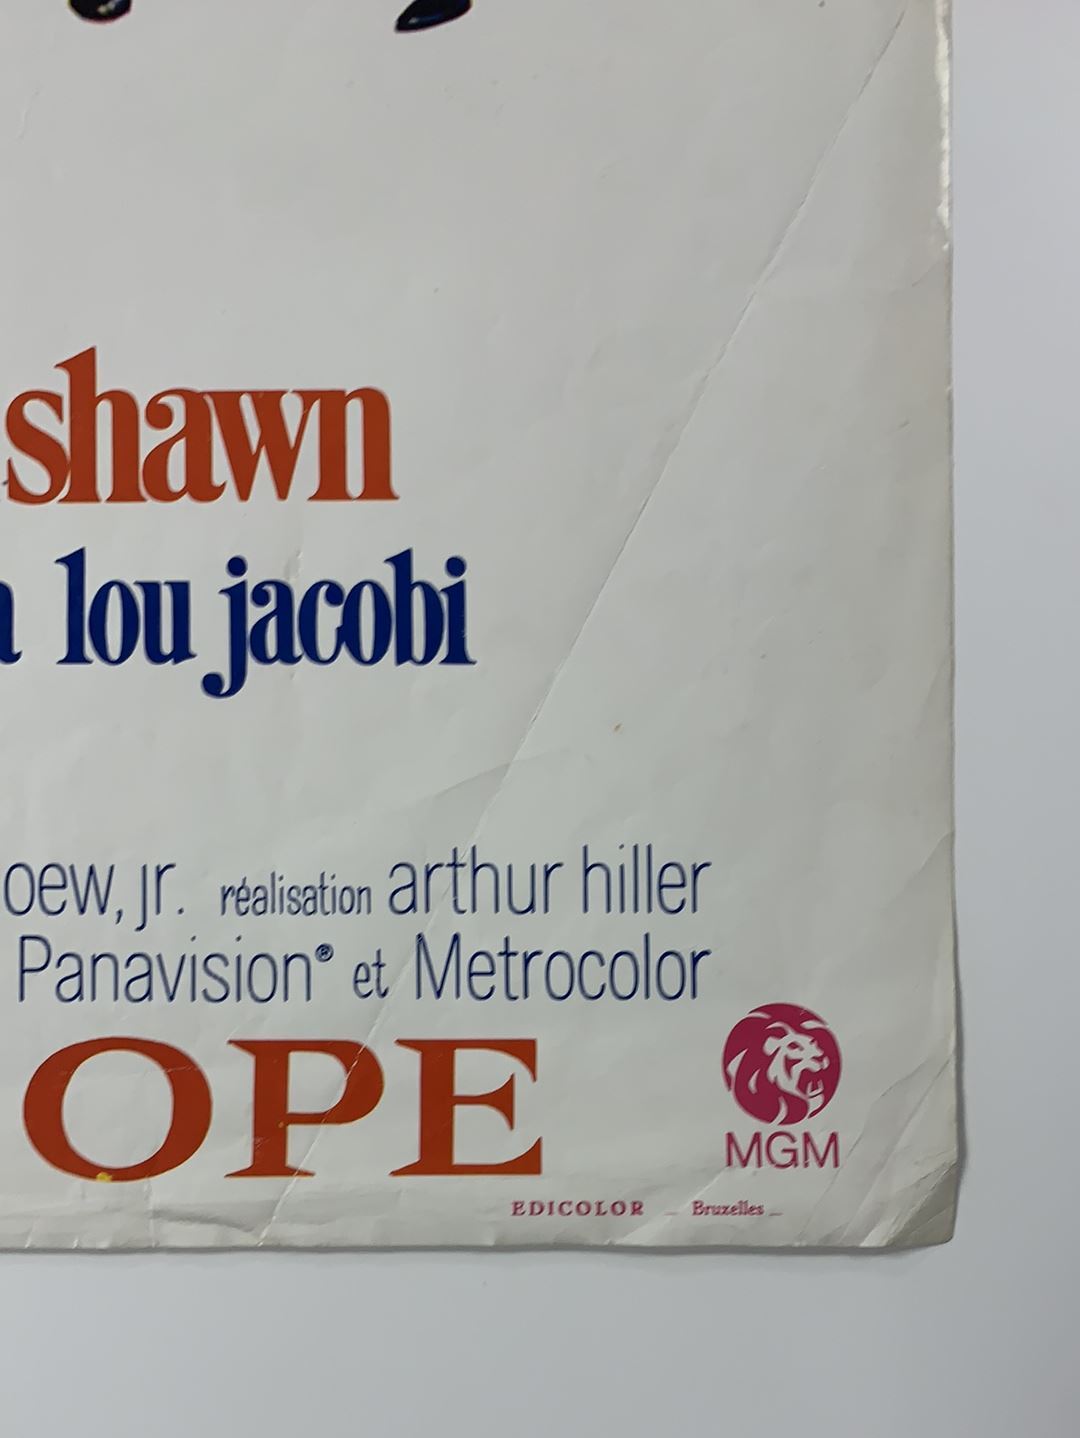 shawn
lou jacobi
oew, jr. réalisation arthur hiller
Panavision® et Metrocolor
OPE
MGM
EDICOLOR _ Bruxelles _